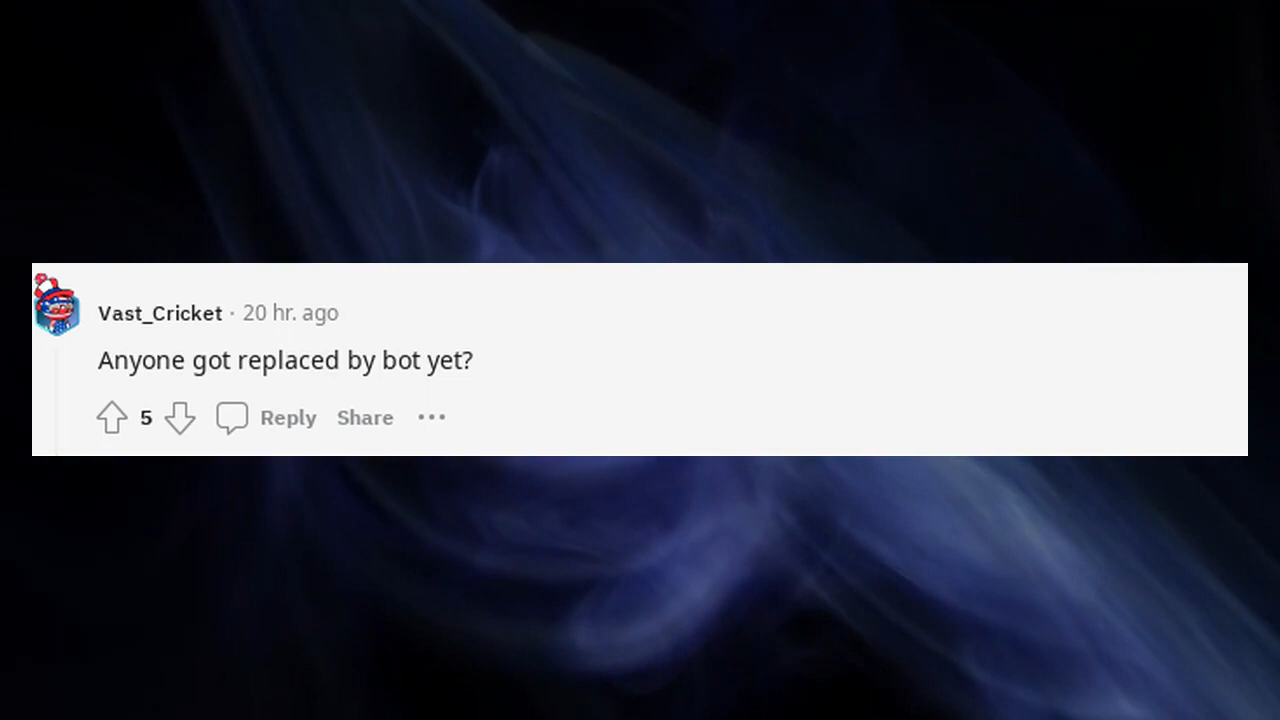 Vast_Cricket · 20 hr. ago
Anyone got replaced by bot yet?
5 Reply Share ···